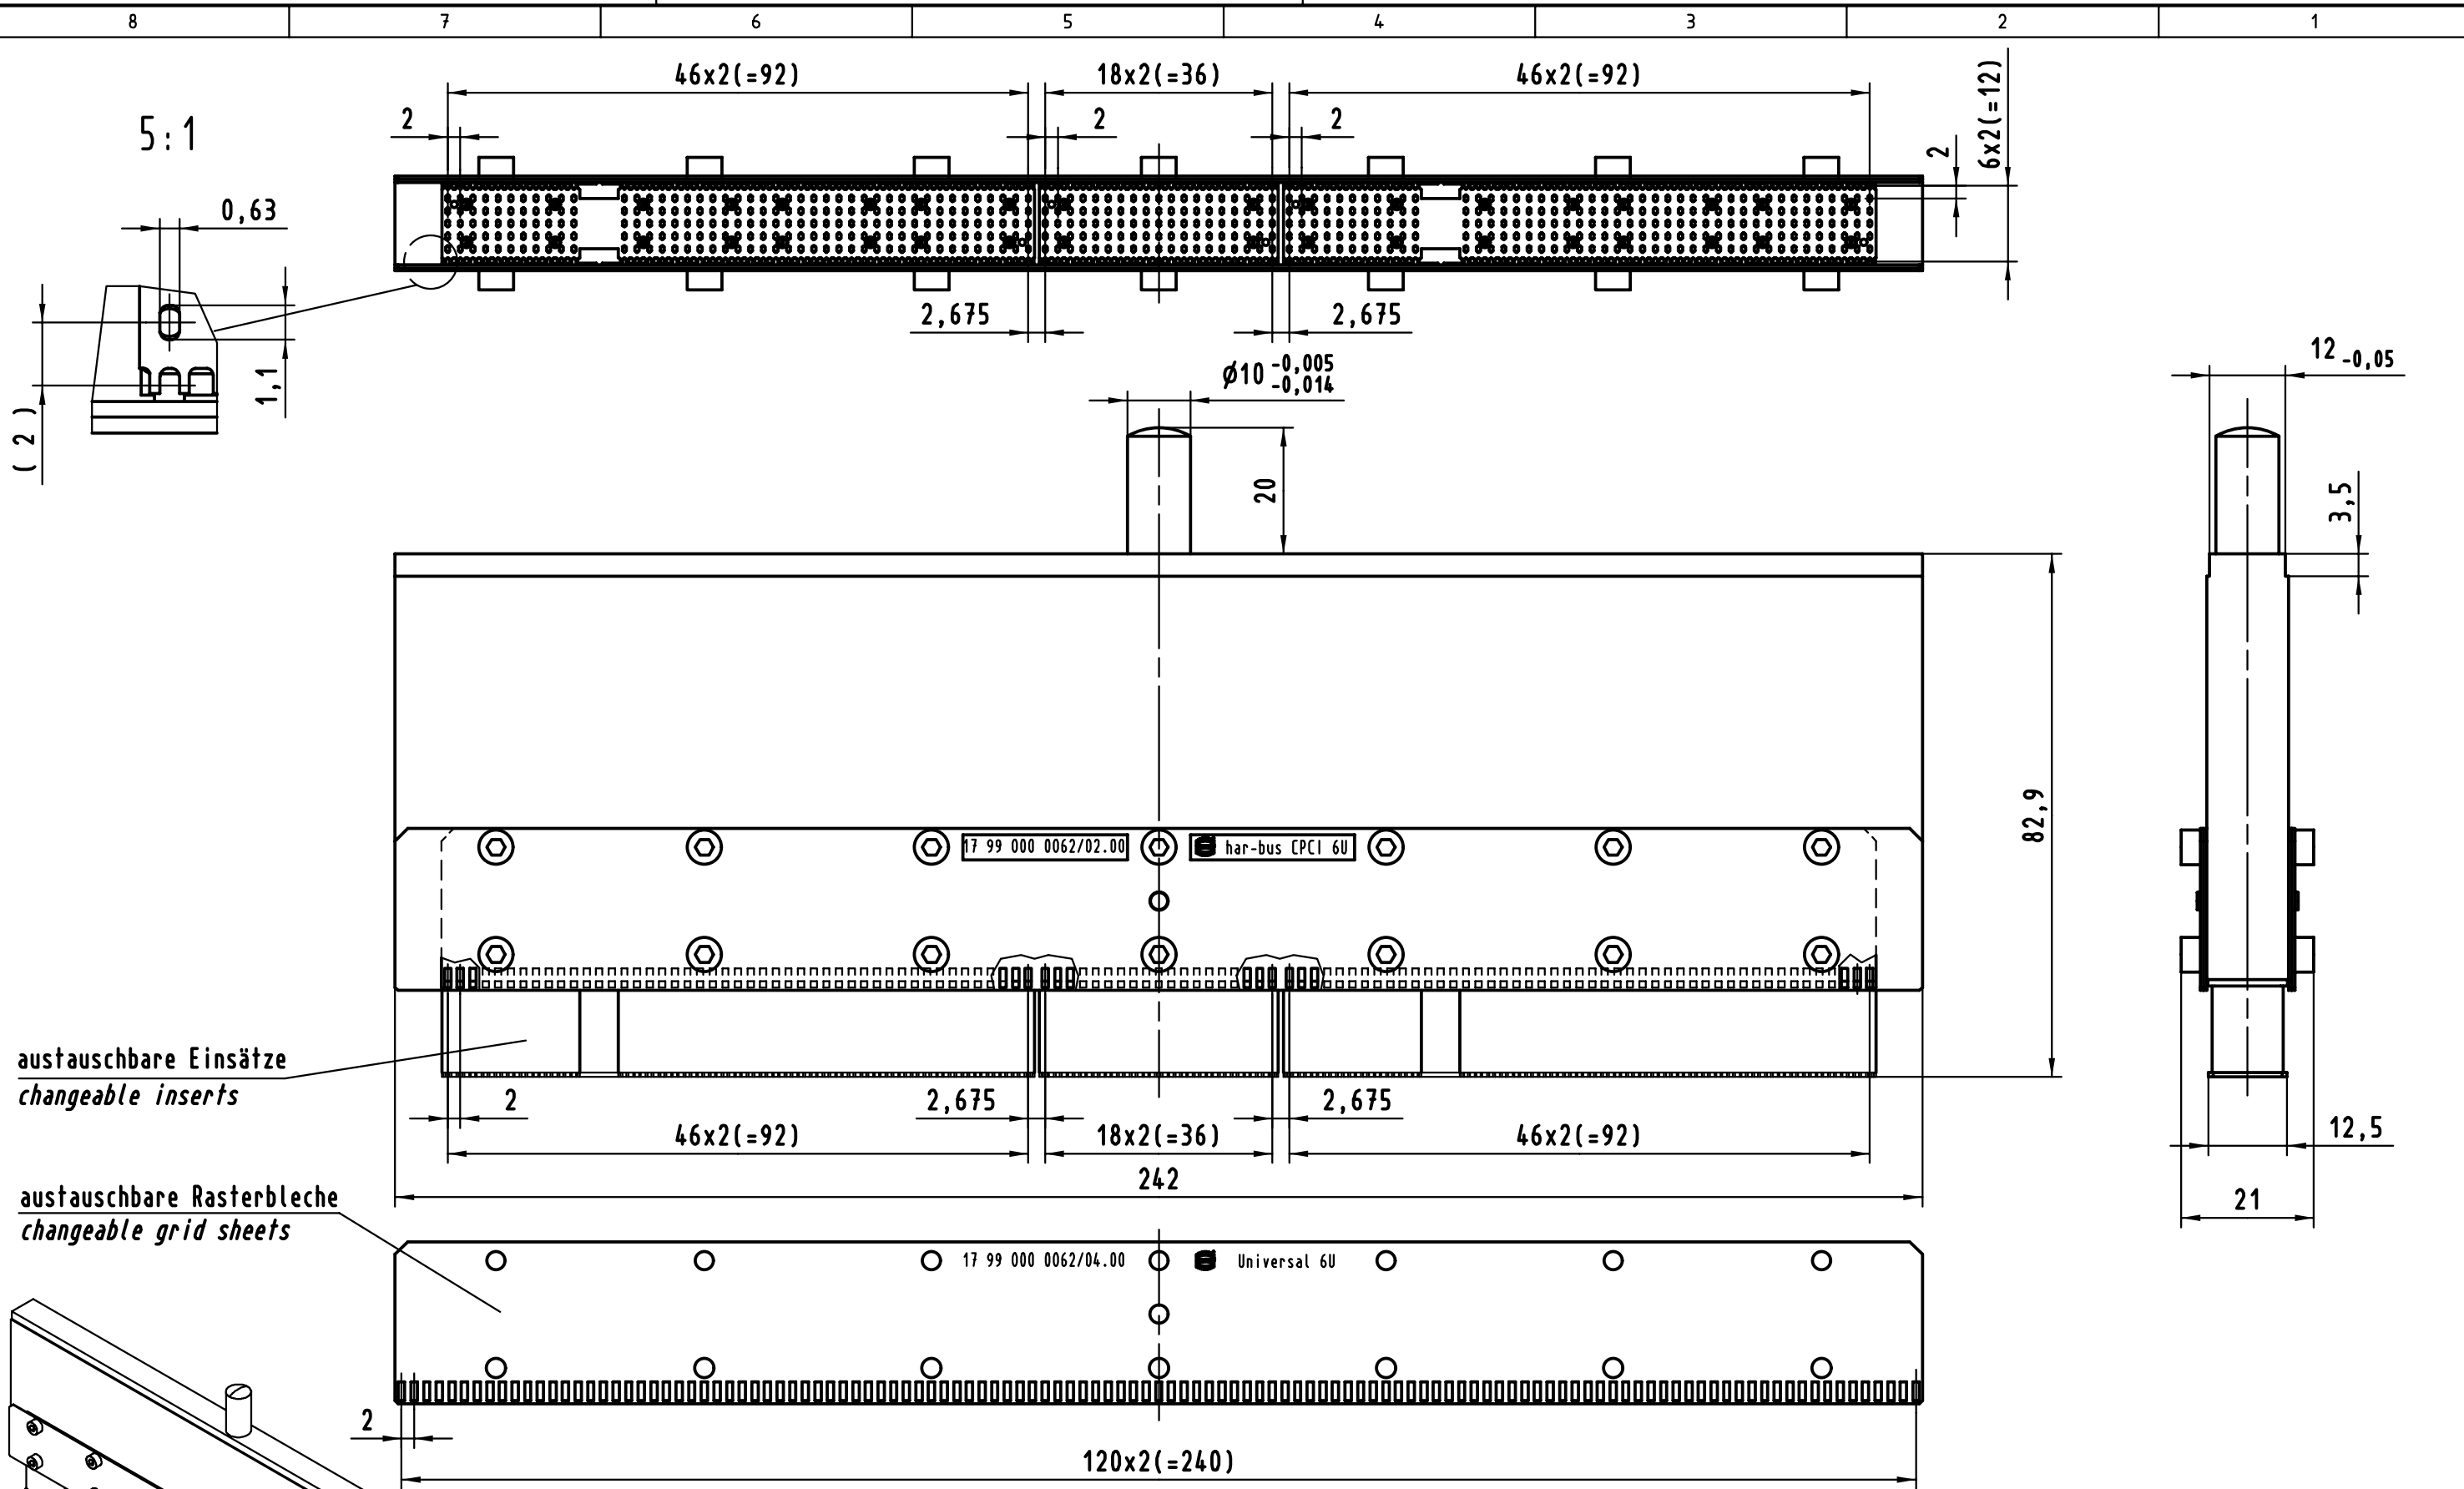 8 7 6 5 4 3 2 1
46x2(=92) 18x2(=36) 46x2(=92)
6x2(=12)
2 2 2 2
5:1
0,63
1,1
( 2 )
2,675 2,675
ø10 -0,005
-0,014
12 -0,05
20
3,5
82,9
17 99 000 0062/02.00
har-bus CPCI 6U
austauschbare Einsätze
changeable inserts
2 2,675 2,675
46x2(=92) 18x2(=36) 46x2(=92)
12,5
242
21
austauschbare Rasterbleche
changeable grid sheets
17 99 000 0062/04.00 Universal 6U
2
120x2(=240)